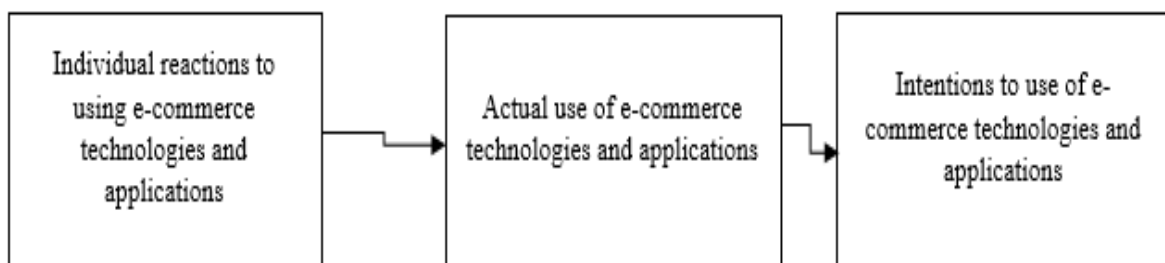 Individual reactions to
using e-commerce
technologies and
applications
Actual use of e-commerce
technologies and applications
Intentions to use of e-
commerce technologies and
applications